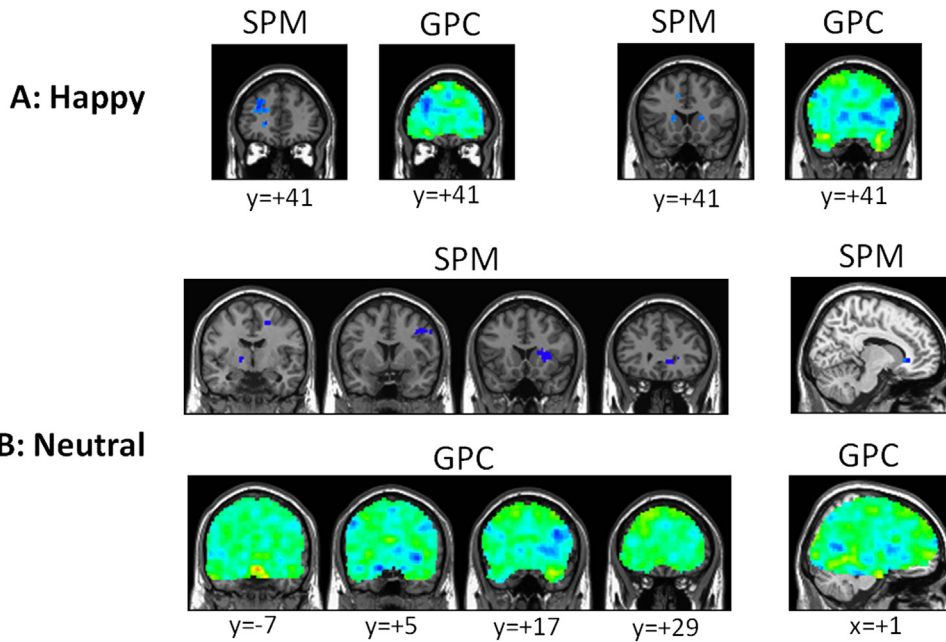 SPM GPC SPM GPC
A: Happy
y=+41 y=+41 y=+41 y=+41
SPM SPM
B: Neutral
GPC GPC
y=-7 y=+5 y=+17 y=+29 x=+1